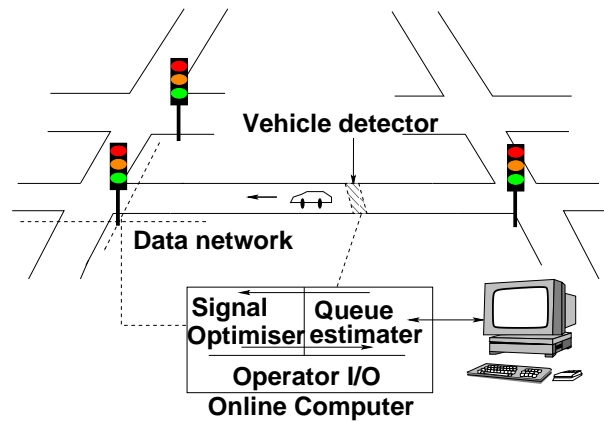 Vehicle detector
Data network
Signal
Optimiser
Queue
estimater
Operator I/O
Online Computer